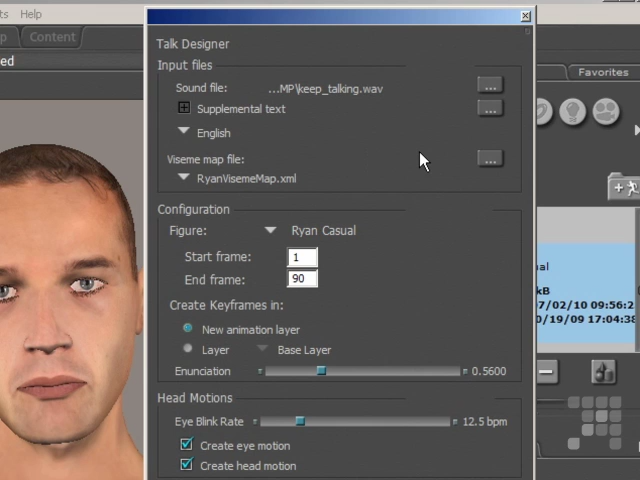 ts Help
p Content
ed
Talk Designer
Input files
Sound file: ...MP\keep_talking.wav ...
Supplemental text ...
English
Viseme map file: ...
RyanVisemeMap.xml
Configuration
Figure: Ryan Casual
Start frame: 1
End frame: 90
Create Keyframes in:
New animation layer
Layer Base Layer
Enunciation 0.5600
Head Motions
Eye Blink Rate 12.5 bpm
Create eye motion
Create head motion
Favorites
ual
kB
7/02/10 09:56:2
0/19/09 17:04:38